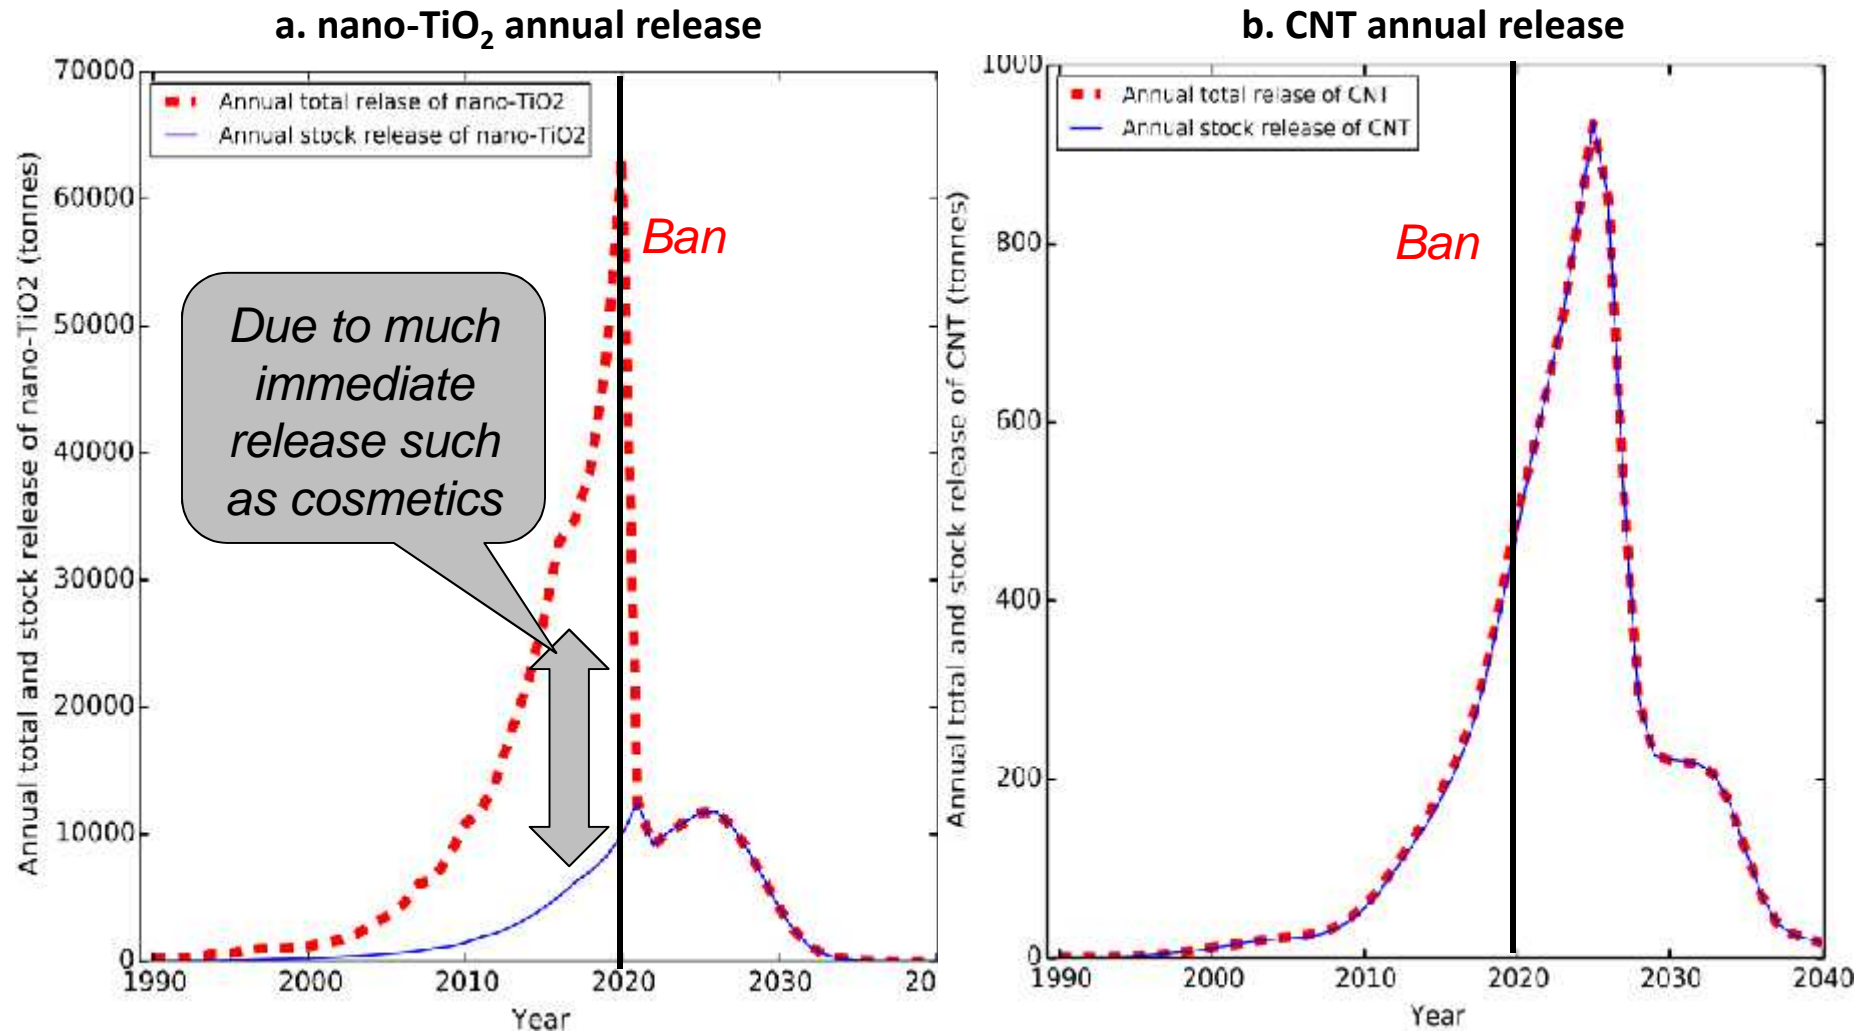 a. nano-TiO2 annual release
Annual total and stock release of nano-TiO2 (tonnes)
70000
60000
50000
40000
30000
20000
10000
0
Annual total relase of nano-TiO2
Annual stock release of nano-TiO2
Ban
Due to much
immediate
release such
as cosmetics
1990
2000
2010
2020
2030
20
Year
b. CNT annual release
Annual total and stock release of CNT (tonnes)
1000
800
600
400
200
0
Annual total relase of CNT
Annual stock release of CNT
Ban
1990
2000
2010
2020
2030
2040
Year